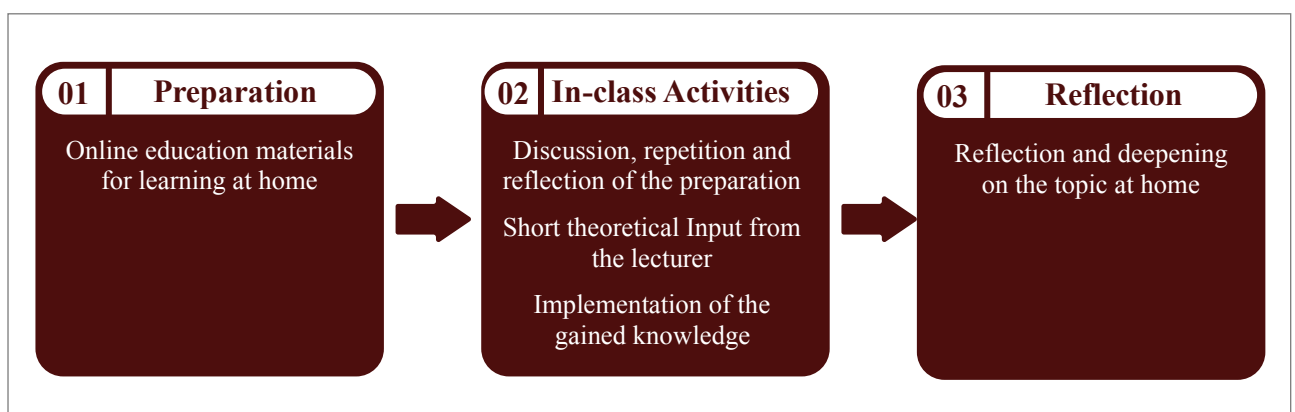 01 Preparation
Online education materials
for learning at home
02 In-class Activities
Discussion, repetition and
reflection of the preparation
Short theoretical Input from
the lecturer
Implementation of the
gained knowledge
03 Reflection
Reflection and deepening
on the topic at home